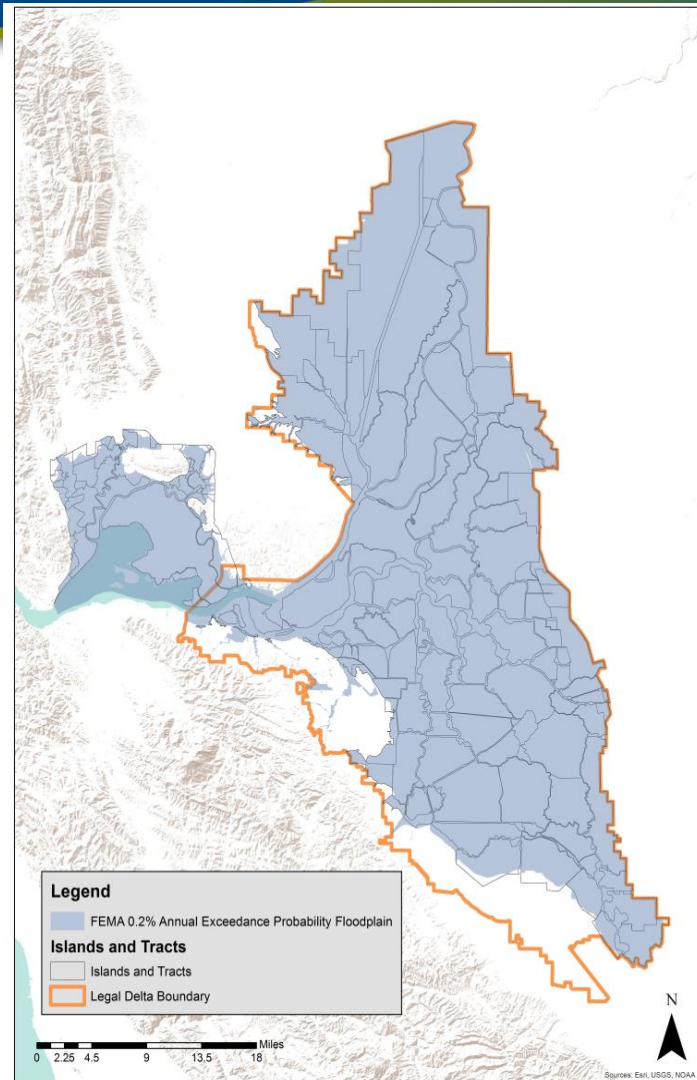 Legend
FEMA 0.2% Annual Exceedance Probability Floodplain
Islands and Tracts
Islands and Tracts
Legal Delta Boundary
N
Miles
0 2.25 4.5 9 13.5 18
Sources: Esri, USGS, NOAA